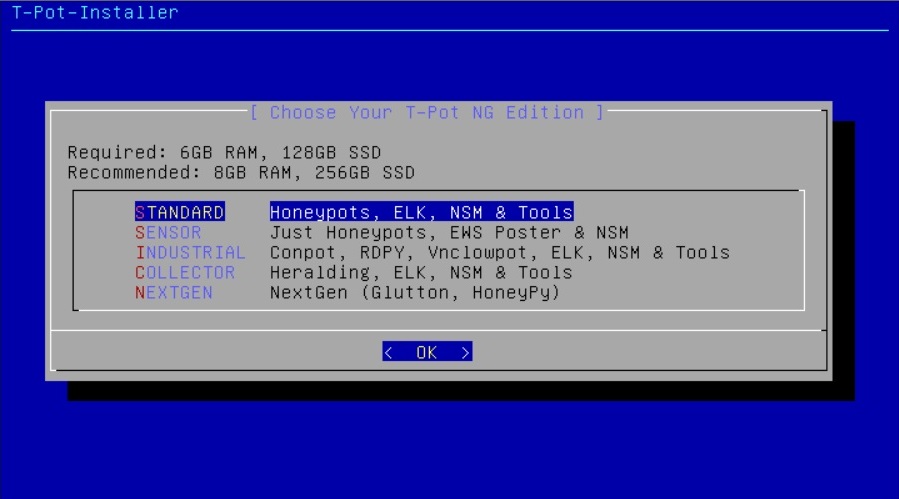 T-Pot-Installer
[ Choose Your T-Pot NG Edition ]
Required: 6GB RAM, 128GB SSD
Recommended: 8GB RAM, 256GB SSD
STANDARD Honeypots, ELK, NSM & Tools
SENSOR Just Honeypots, EWS Poster & NSM
INDUSTRIAL Conpot, RDPY, Vnclowpot, ELK, NSM & Tools
COLLECTOR Heralding, ELK, NSM & Tools
NEXTGEN NextGen (Glutton, HoneyPy)
< OK >